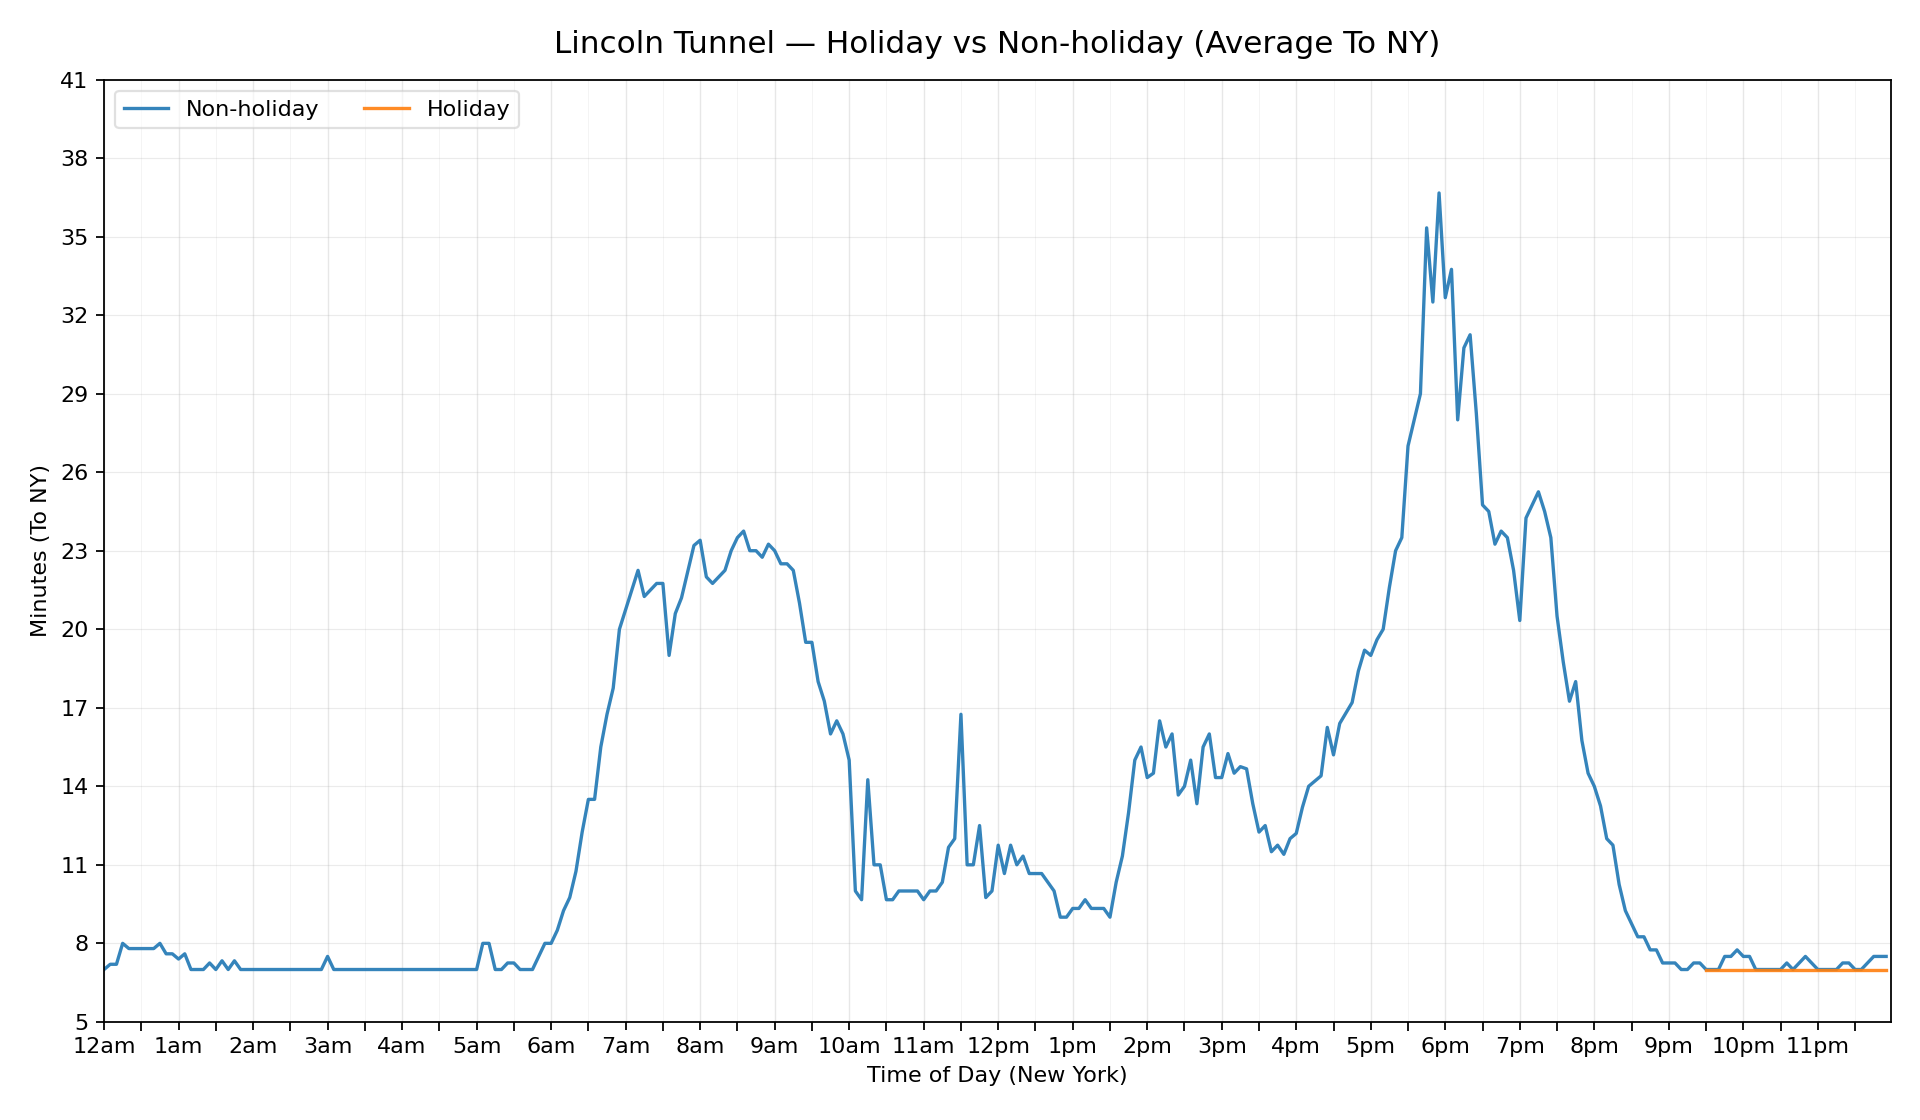 Lincoln Tunnel — Holiday vs Non-holiday (Average To NY)
Non-holiday Holiday
41
38
35
32
29
26
23
20
17
14
11
8
5
Minutes (To NY)
12am 1am 2am 3am 4am 5am 6am 7am 8am 9am 10am 11am 12pm 1pm 2pm 3pm 4pm 5pm 6pm 7pm 8pm 9pm 10pm 11pm
Time of Day (New York)